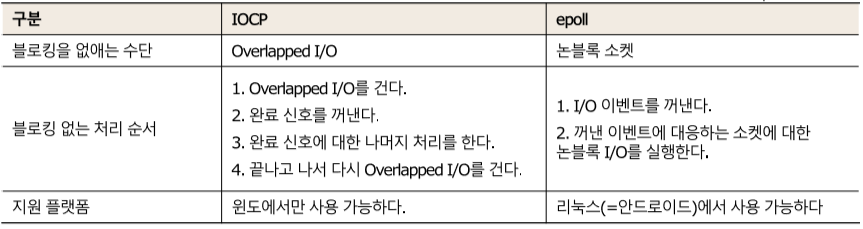 구분 IOCP epoll
블로킹을 없애는 수단 Overlapped I/O 논블록 소켓
블로킹 없는 처리 순서
1. Overlapped I/O를 건다.
2. 완료 신호를 꺼낸다.
3. 완료 신호에 대한 나머지 처리를 한다.
4. 끝나고 나서 다시 Overlapped I/O를 건다.
1. I/O 이벤트를 꺼낸다.
2. 꺼낸 이벤트에 대응하는 소켓에 대한
논블록 I/O를 실행한다.
지원 플랫폼 윈도에서만 사용 가능하다. 리눅스(=안드로이드)에서 사용 가능하다